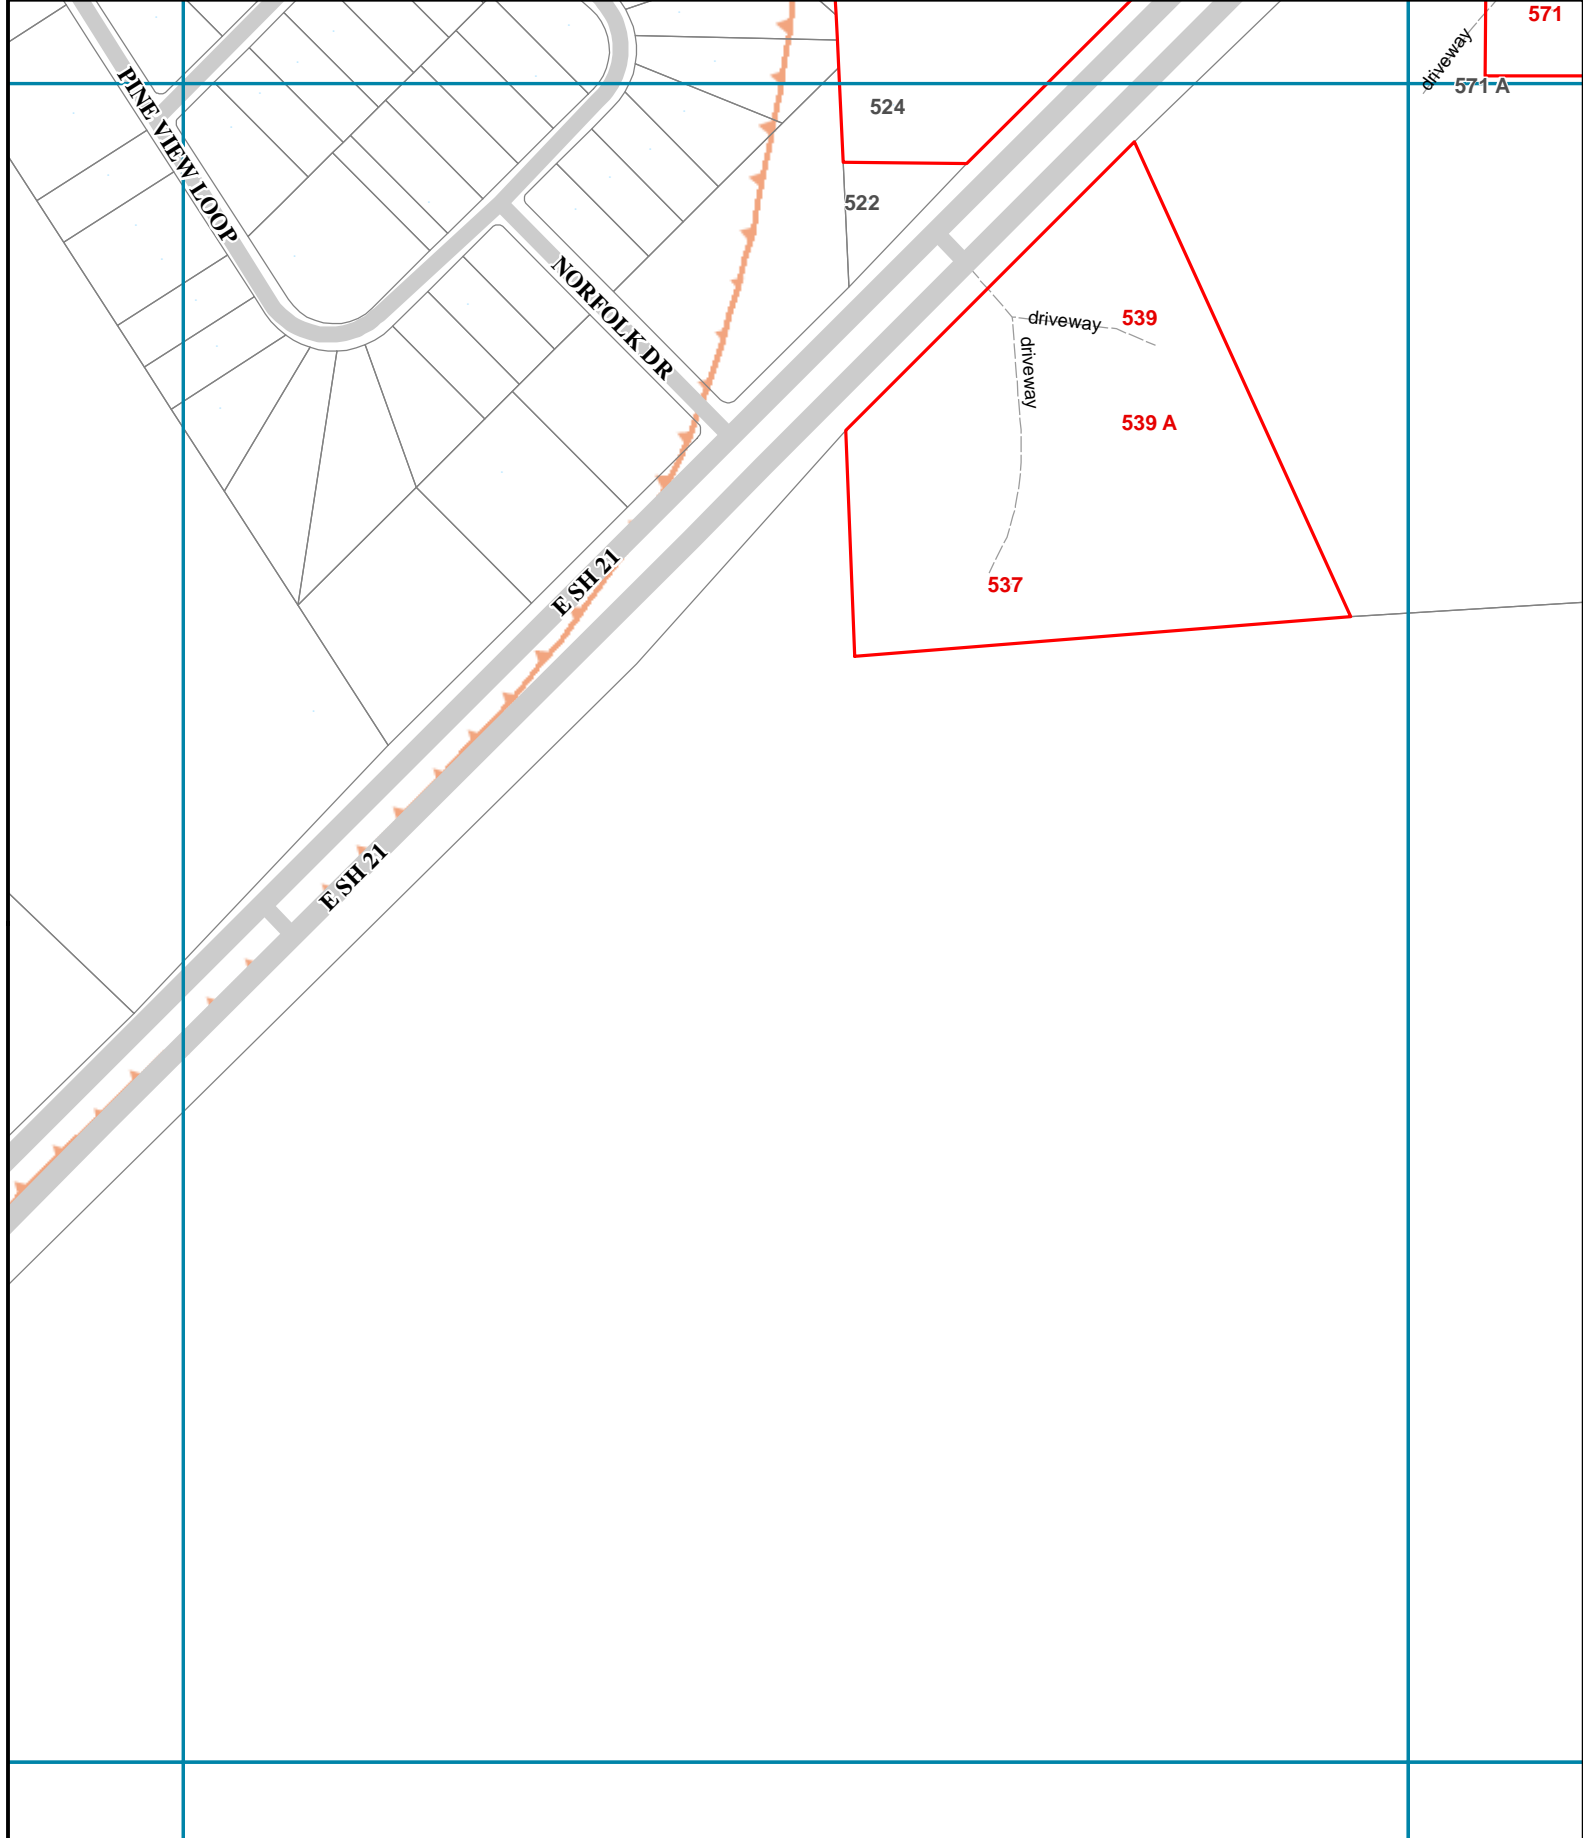 571
driveway
571 A
524
PINE VIEW LOOP
522
NORFOLK DR
driveway
539
driveway
539 A
E SH 21
537
E SH 21